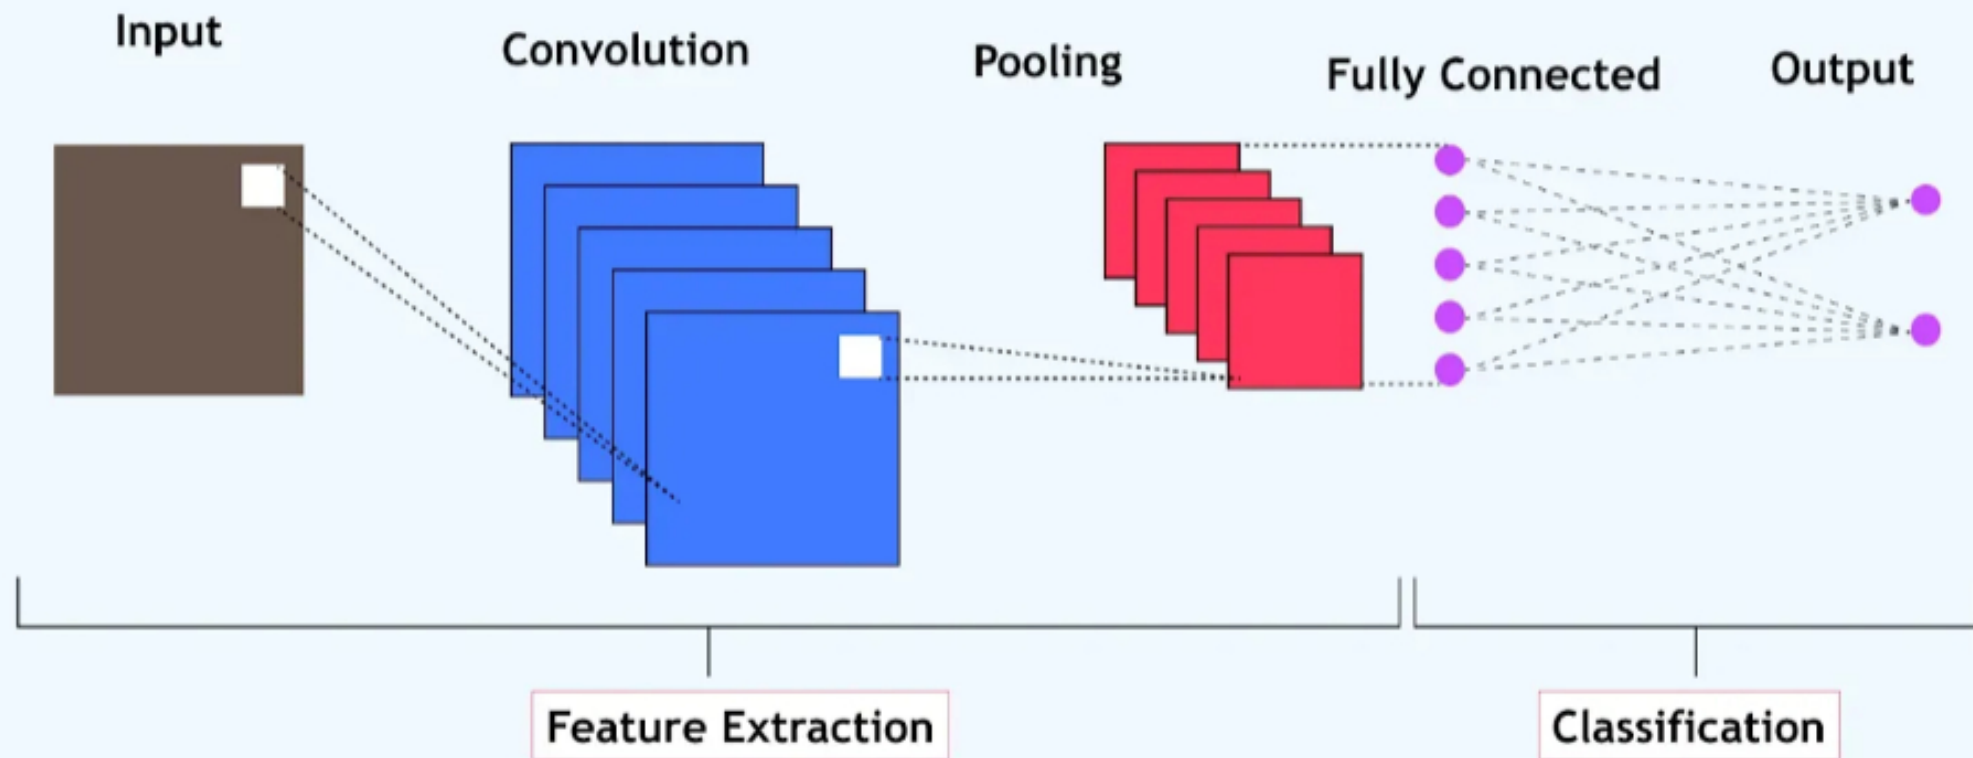 Input
Convolution
Pooling
Fully Connected
Output
Feature Extraction
Classification